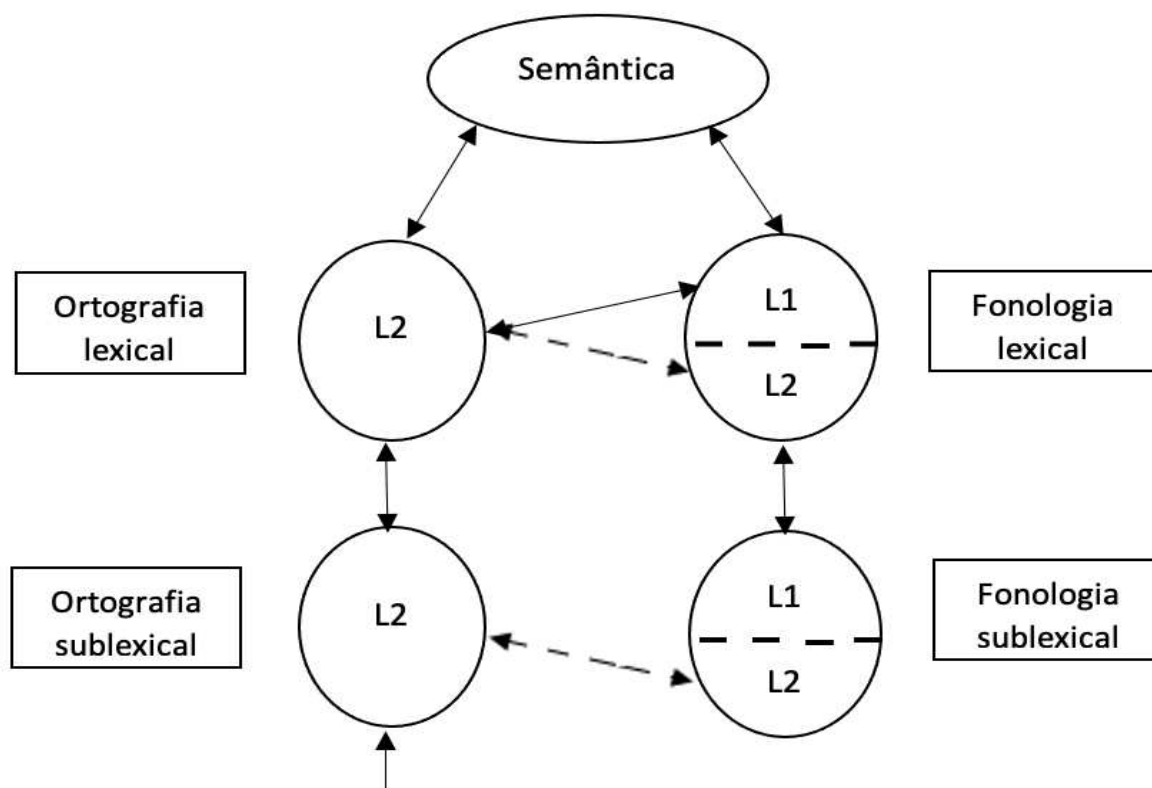 Semântica
Ortografia
lexical
L2
L1
L2
Fonologia
lexical
Ortografia
sublexical
L2
L1
L2
Fonologia
sublexical